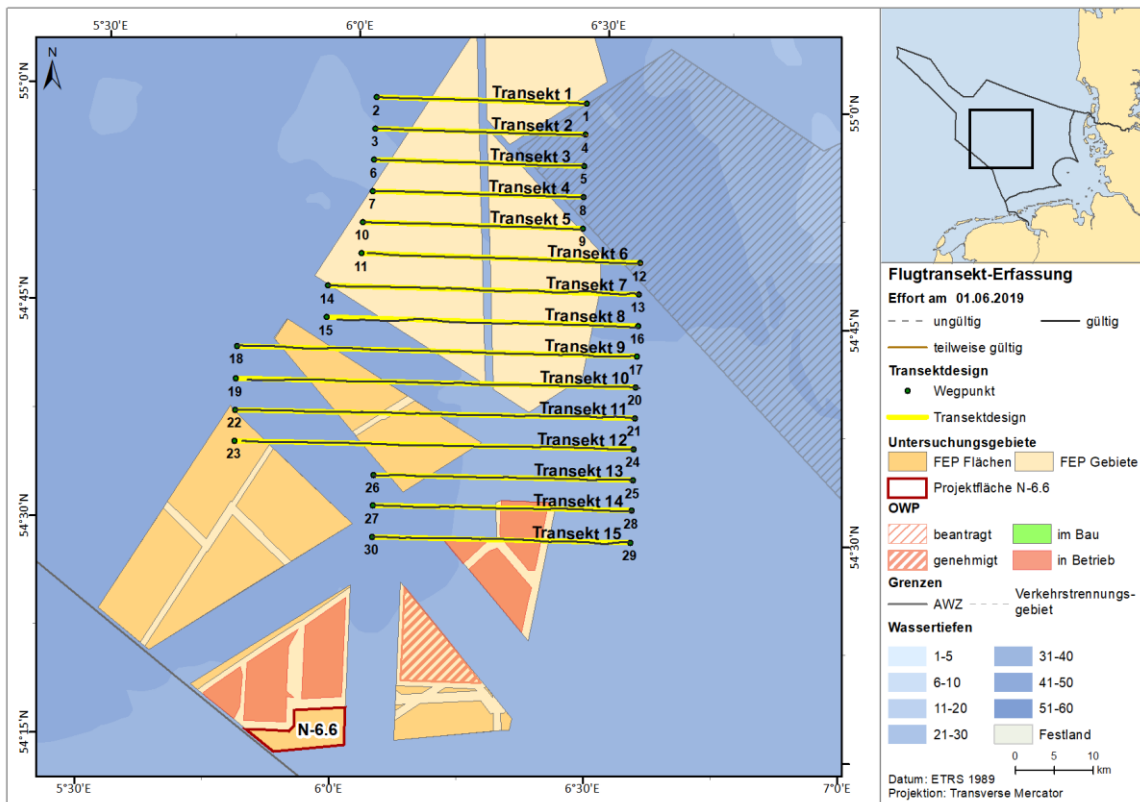 5°30'E
6°0'E
6°30'E
N
55°0'N
54°45'N
54°30'N
54°15'N
55°0'N
54°45'N
54°30'N
Transekt 1
2
1
Transekt 2
3
4
Transekt 3
6
5
Transekt 4
7
8
Transekt 5
10
9
Transekt 6
11
12
Transekt 7
14
13
Transekt 8
15
16
Transekt 9
18
17
Transekt 10
19
20
Transekt 11
22
21
Transekt 12
23
24
Transekt 13
26
25
Transekt 14
27
28
Transekt 15
30
29
N-6.6
5°30'E
6°0'E
6°30'E
7°0'E
Flugtransekt-Erfassung
Effort am 01.06.2019
ungültig
gültig
teilweise gültig
Transektdesign
Wegpunkt
Transektdesign
Untersuchungsgebiete
FEP Flächen
FEP Gebiete
Projektfläche N-6.6
OWP
beantragt
im Bau
genehmigt
in Betrieb
Grenzen
AWZ
Verkehrstrennungs-
gebiet
Wassertiefen
1-5
31-40
6-10
41-50
11-20
51-60
21-30
Festland
0 5 10
km
Datum: ETRS 1989
Projektion: Transverse Mercator